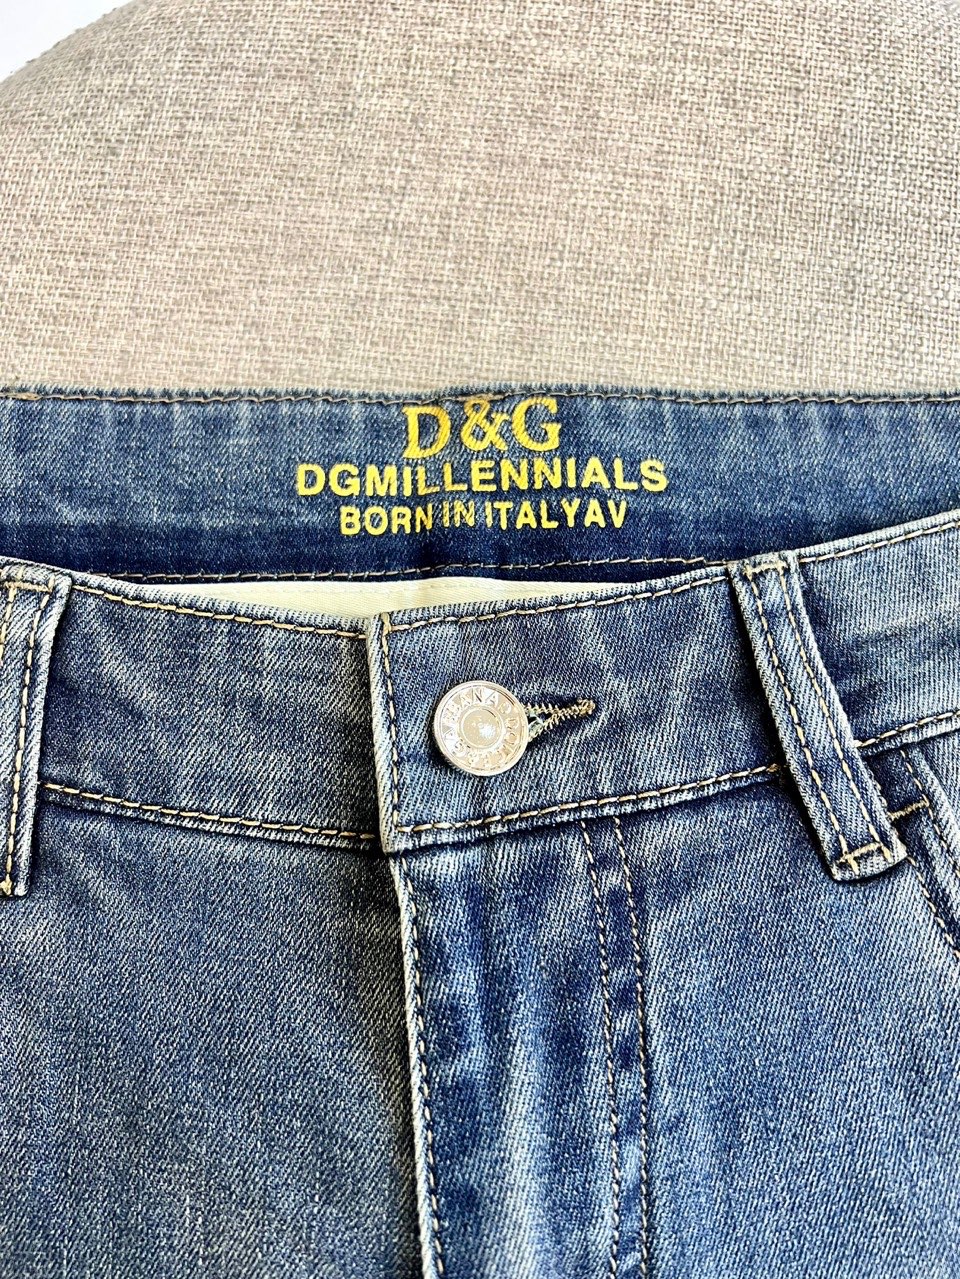 D&G
DGMILLENNIALS
BORN IN ITALYAV